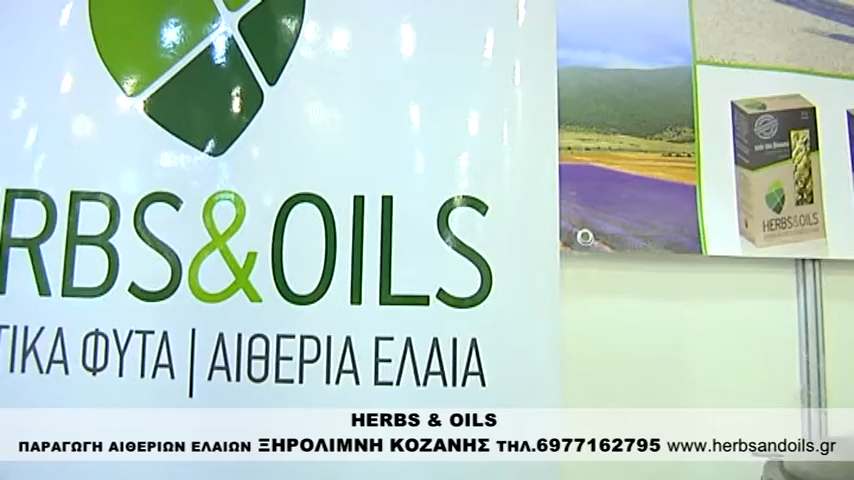 RBS&OILS
ΤΙΚΑ ΦΥΤΑ | ΑΙΘΕΡΙΑ ΕΛΑΙΑ
HERBS&OILS
HERBS & OILS
ΠΑΡΑΓΩΓΗ ΑΙΘΕΡΙΩΝ ΕΛΑΙΩΝ ΞΗΡΟΛΙΜΝΗ ΚΟΖΑΝΗΣ ΤΗΛ.6977162795 www.herbsandoils.gr